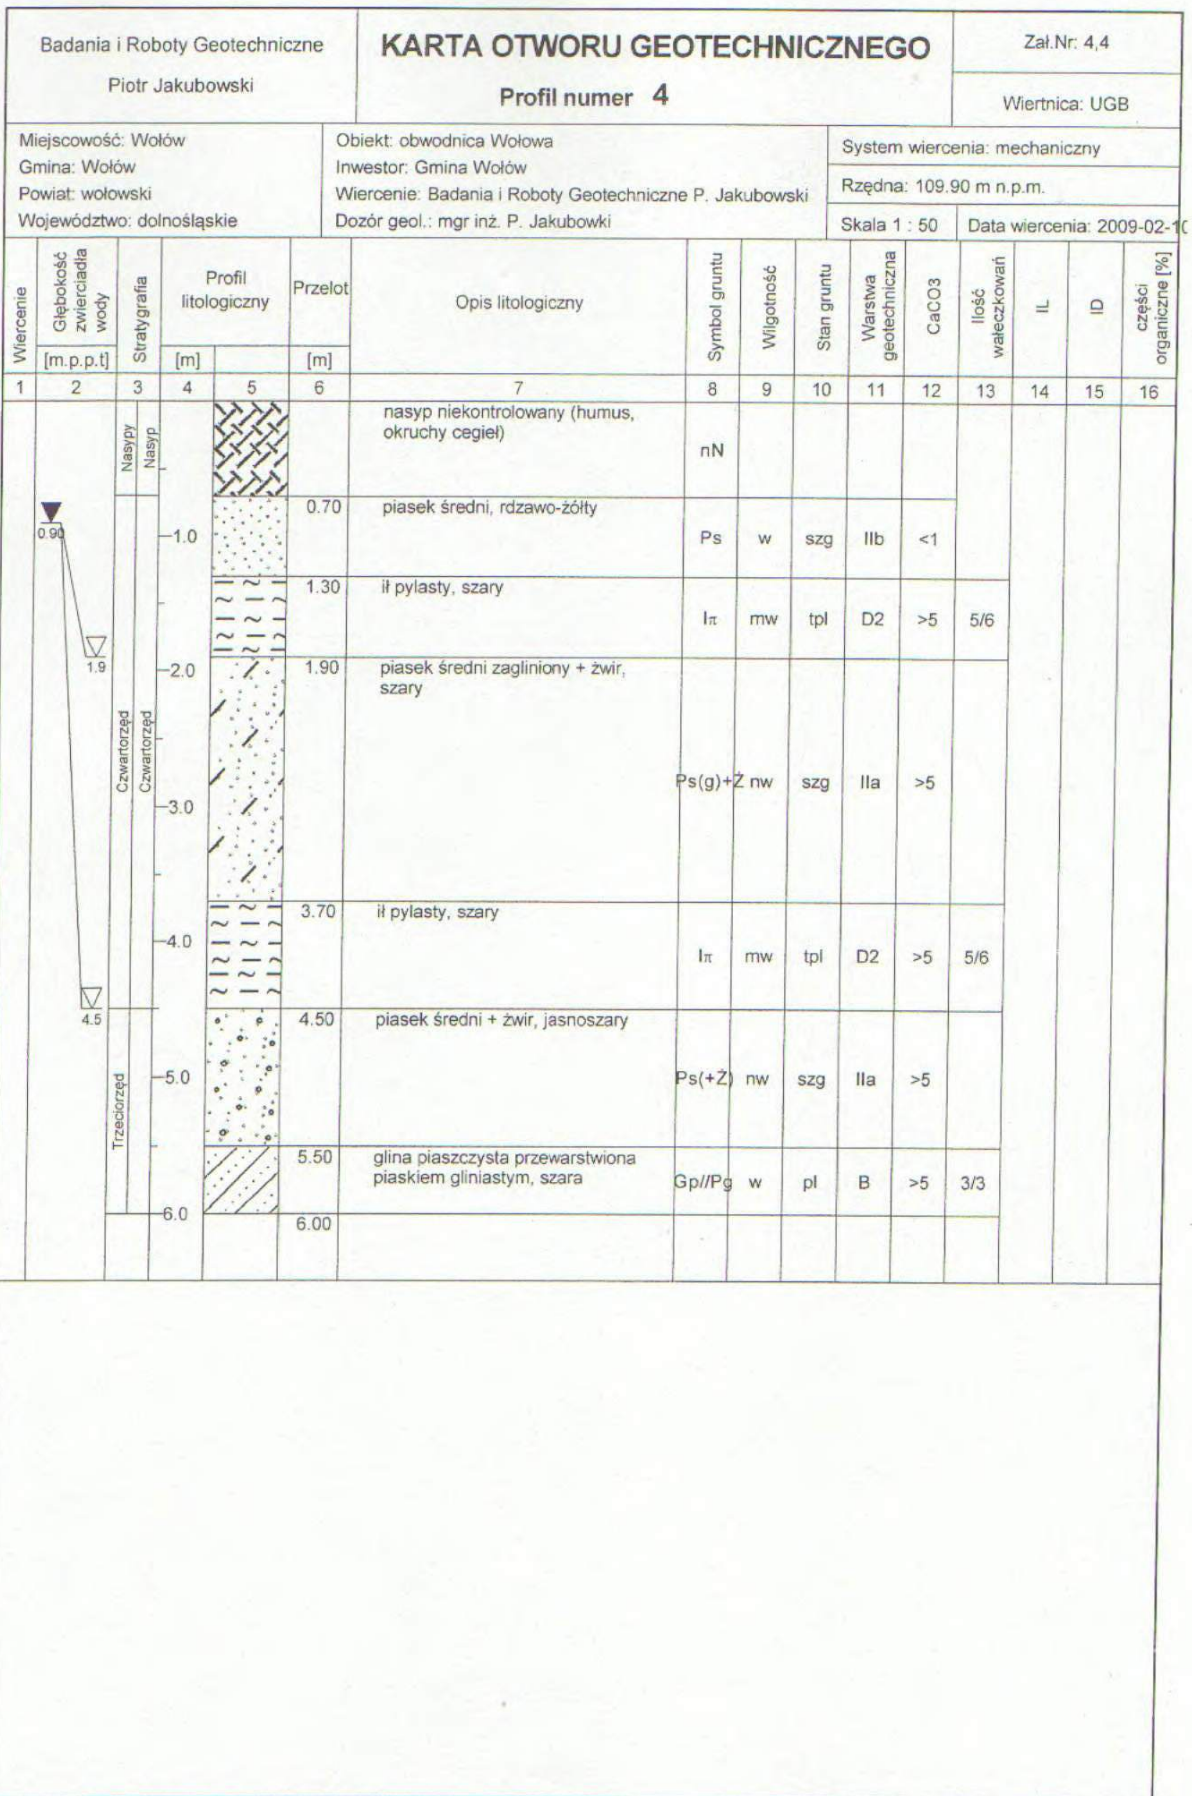 Badania i Roboty Geotechniczne
Piotr Jakubowski
KARTA OTWORU GEOTECHNICZNEGO
Profil numer 4
Zał.Nr: 4,4
Wiertnica: UGB
Miejscowość: Wołów
Gmina: Wołów
Powiat: wołowski
Województwo: dolnośląskie
Obiekt: obwodnica Wołowa
Inwestor: Gmina Wołów
Wiercenie: Badania i Roboty Geotechniczne P. Jakubowski
Dozór geol.: mgr inż. P. Jakubowki
System wiercenia: mechaniczny
Rzędna: 109.90 m n.p.m.
Skala 1 : 50 Data wiercenia: 2009-02-10
Wiercenie
Głębokość
zwierciadła
wody
[m.p.p.t]
Stratygrafia
Profil
litologiczny
[m]
Przelot
[m]
Opis litologiczny
Symbol gruntu
Wilgotność
Stan gruntu
Warstwa
geotechniczna
CaCO3
Ilość
wałeczkowań
IL
ID
części
organiczne [%]
1 2 3 4 5 6 7 8 9 10 11 12 13 14 15 16
Nasypy
Nasyp
nasyp niekontrolowany (humus,
okruchy cegieł)
nN
0.70 piasek średni, rdzawo-żółty
0.90
1.0
Ps w szg IIb <1
1.30 ił pylasty, szary
Iπ mw tpl D2 >5 5/6
1.9
2.0
1.90 piasek średni zagliniony + żwir,
szary
Czwartorzęd
Czwartorzęd
Ps(g)+Ż nw szg IIa >5
3.0
3.70 ił pylasty, szary
4.0
Iπ mw tpl D2 >5 5/6
4.5
4.50 piasek średni + żwir, jasnoszary
Trzeciorzęd
5.0
Ps(+Ż) nw szg IIa >5
5.50 glina piaszczysta przewarstwiona
piaskiem gliniastym, szara
Gp//Pg w pl B >5 3/3
6.0
6.00